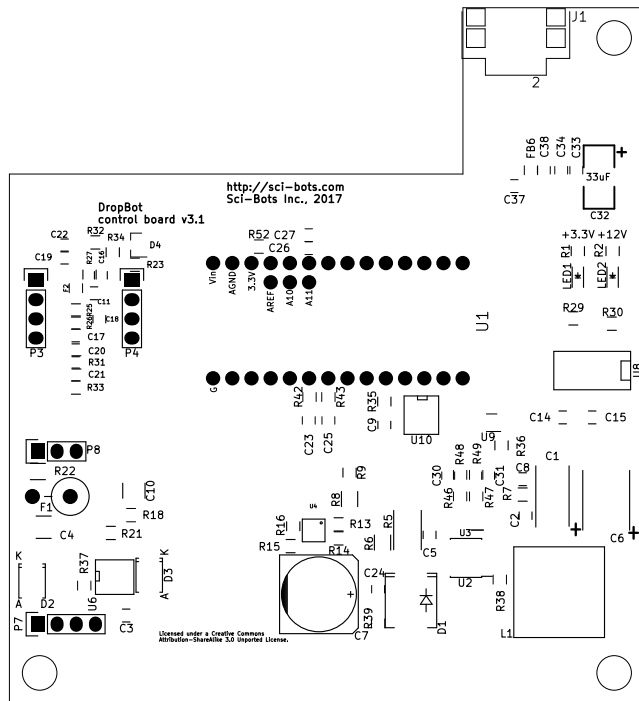 J1
2
FB6
C38
C34
C33
+
33uF
C37
C32
http://sci-bots.com
Sci-Bots Inc., 2017
DropBot
control board v3.1
C22
R32
R34
D4
C19
R27
C16
R23
F2
R52
C27
C26
+3.3V
+12V
R1
R2
LED1
LED2
Vin
AGND
3.3V
AREF
A10
A11
C11
R26
R25
C18
C17
P3
P4
C20
R31
C21
R33
U1
R29
R30
U8
G
R42
R43
R35
C9
U10
C23
C25
C14
C15
U9
R36
P8
R22
F1
C10
R18
C4
R21
R9
R8
U4
R16
R13
R15
R14
R6
R5
C5
C30
R48
R49
C31
R46
R47
R7
C8
C2
C1
+
C6
+
U3
U2
R38
L1
K
A
D2
R37
U6
K
A
D3
P7
C3
C24
R39
+
C7
D1
Licensed under a Creative Commons
Attribution-ShareAlike 3.0 Unported License.